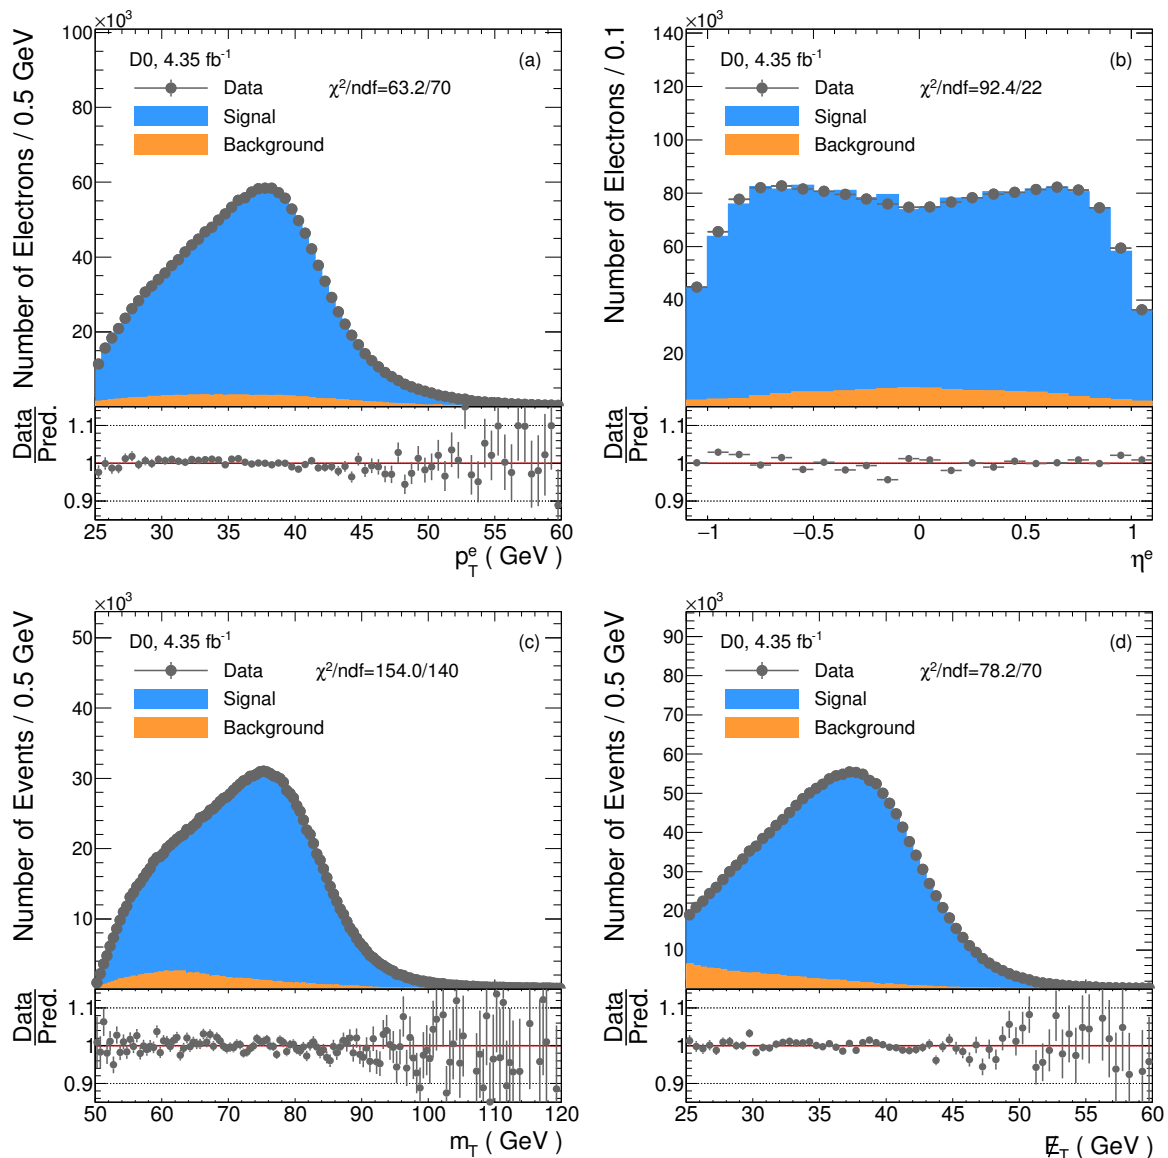 ×10³
Number of Electrons / 0.5 GeV
100
80
60
40
20
D0, 4.35 fb⁻¹
(a)
Data
χ²/ndf=63.2/70
Signal
Background
Data
Pred.
1.1
1
0.9
25 30 35 40 45 50 55 60
p_T^e ( GeV )
×10³
Number of Electrons / 0.1
140
120
100
80
60
40
20
D0, 4.35 fb⁻¹
(b)
Data
χ²/ndf=92.4/22
Signal
Background
Data
Pred.
1.1
1
0.9
−1 −0.5 0 0.5 1
η^e
×10³
Number of Events / 0.5 GeV
50
40
30
20
10
D0, 4.35 fb⁻¹
(c)
Data
χ²/ndf=154.0/140
Signal
Background
Data
Pred.
1.1
1
0.9
50 60 70 80 90 100 110 120
m_T ( GeV )
×10³
Number of Events / 0.5 GeV
90
80
70
60
50
40
30
20
10
D0, 4.35 fb⁻¹
(d)
Data
χ²/ndf=78.2/70
Signal
Background
Data
Pred.
1.1
1
0.9
25 30 35 40 45 50 55 60
E̸_T ( GeV )